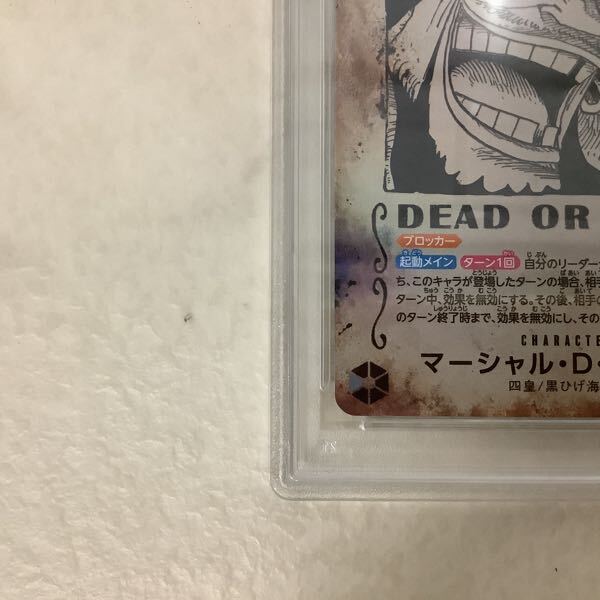 DEAD OR
ブロッカー
起動メイン ターン1回 自分のリーダー
ち、このキャラが登場したターンの場合、相手
ターン中、効果を無効にする。その後、相手の
のターン終了時まで、効果を無効にし、その
CHARACTE
マーシャル・D・
四皇/黒ひげ海